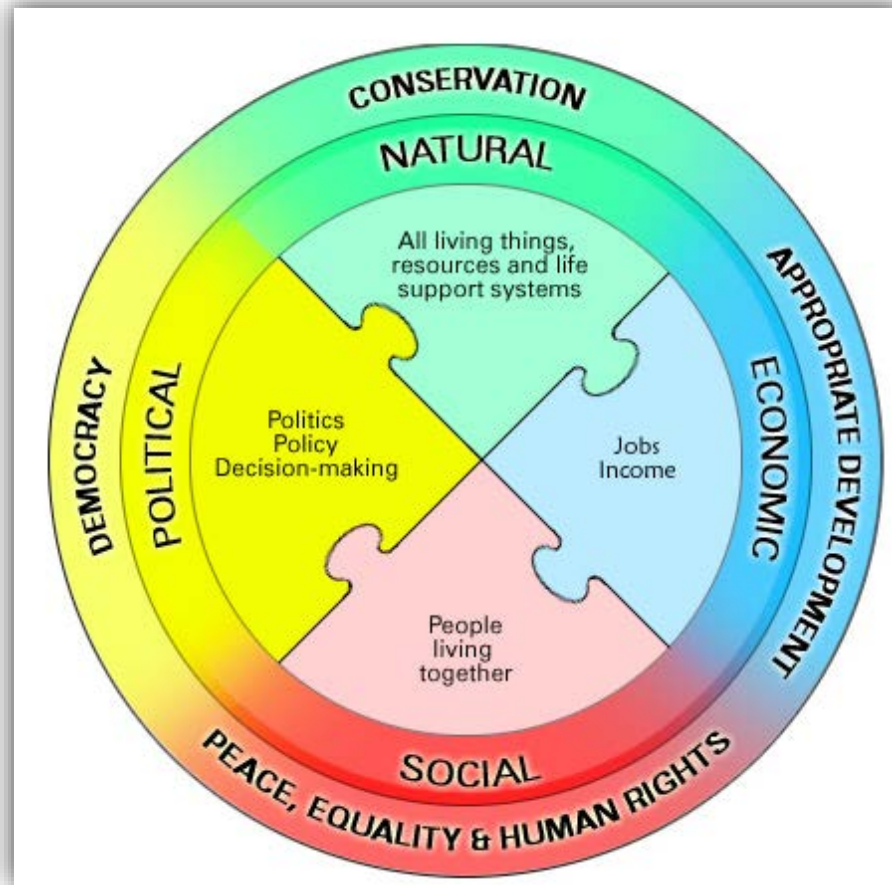 CONSERVATION
NATURAL
All living things,
resources and life
support systems
DEMOCRACY
POLITICAL
Politics
Policy
Decision-making
Jobs
Income
ECONOMIC
APPROPRIATE DEVELOPMENT
People
living
together
SOCIAL
PEACE, EQUALITY & HUMAN RIGHTS